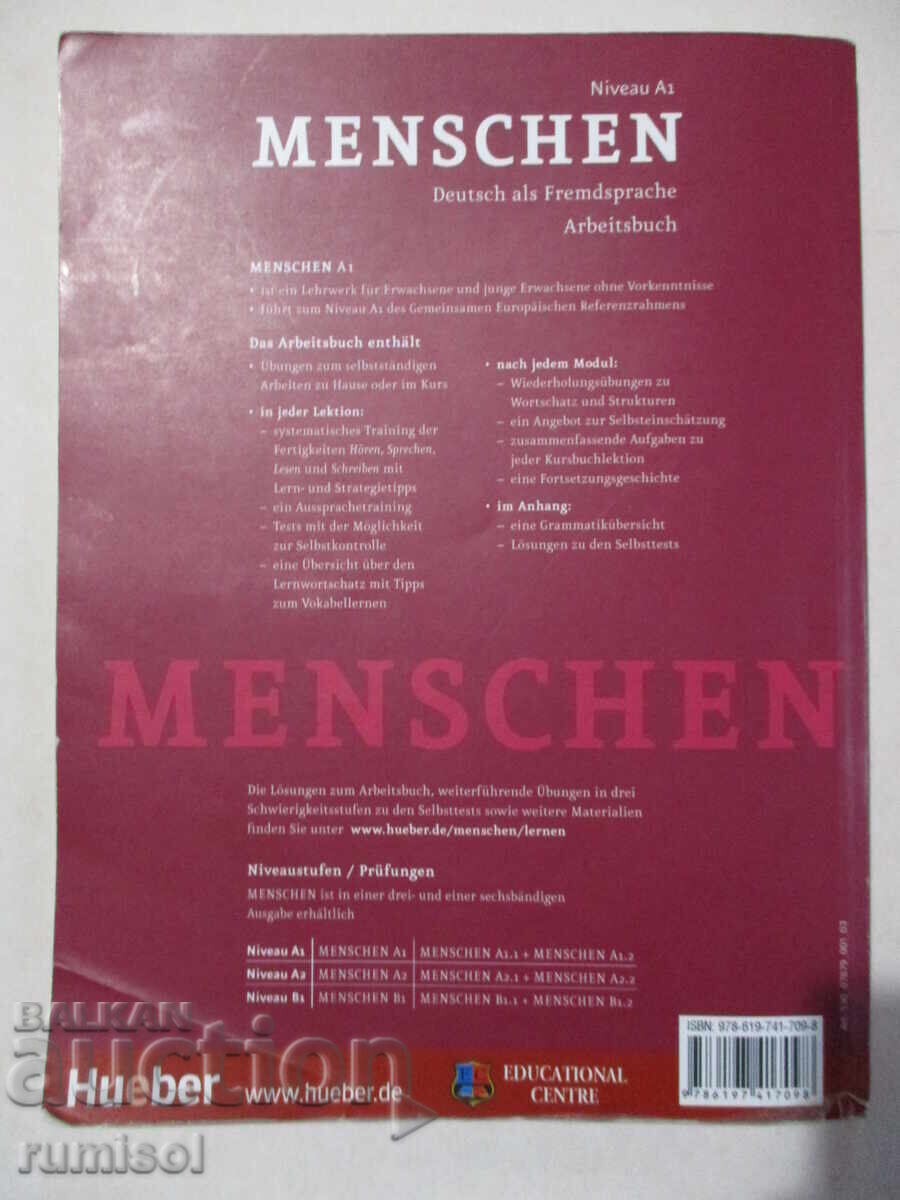 Niveau A1
MENSCHEN
Deutsch als Fremdsprache
Arbeitsbuch
MENSCHEN A1
• ist ein Lehrwerk für Erwachsene und junge Erwachsene ohne Vorkenntnisse
• führt zum Niveau A1 des Gemeinsamen Europäischen Referenzrahmens
Das Arbeitsbuch enthält
• Übungen zum selbstständigen
Arbeiten zu Hause oder im Kurs
• in jeder Lektion:
– systematisches Training der
Fertigkeiten Hören, Sprechen,
Lesen und Schreiben mit
Lern- und Strategietipps
– ein Aussprachetraining
– Tests mit der Möglichkeit
zur Selbstkontrolle
– eine Übersicht über den
Lernwortschatz mit Tipps
zum Vokabellernen
• nach jedem Modul:
– Wiederholungsübungen zu
Wortschatz und Strukturen
– ein Angebot zur Selbsteinschätzung
– zusammenfassende Aufgaben zu
jeder Kursbuchlektion
– eine Fortsetzungsgeschichte
• im Anhang:
– eine Grammatikübersicht
– Lösungen zu den Selbsttests
MENSCHEN
Die Lösungen zum Arbeitsbuch, weiterführende Übungen in drei
Schwierigkeitsstufen zu den Selbsttests sowie weitere Materialien
finden Sie unter www.hueber.de/menschen/lernen
Niveaustufen / Prüfungen
MENSCHEN ist in einer drei- und einer sechsbändigen
Ausgabe erhältlich
Niveau A1 MENSCHEN A1 MENSCHEN A1.1 + MENSCHEN A1.2
Niveau A2 MENSCHEN A2 MENSCHEN A2.1 + MENSCHEN A2.2
Niveau B1 MENSCHEN B1 MENSCHEN B1.1 + MENSCHEN B1.2
ISBN: 978-619-741-709-8
9 786197 417098
Hueber www.hueber.de EDUCATIONAL
CENTRE
BALKAN
auction
rumisol